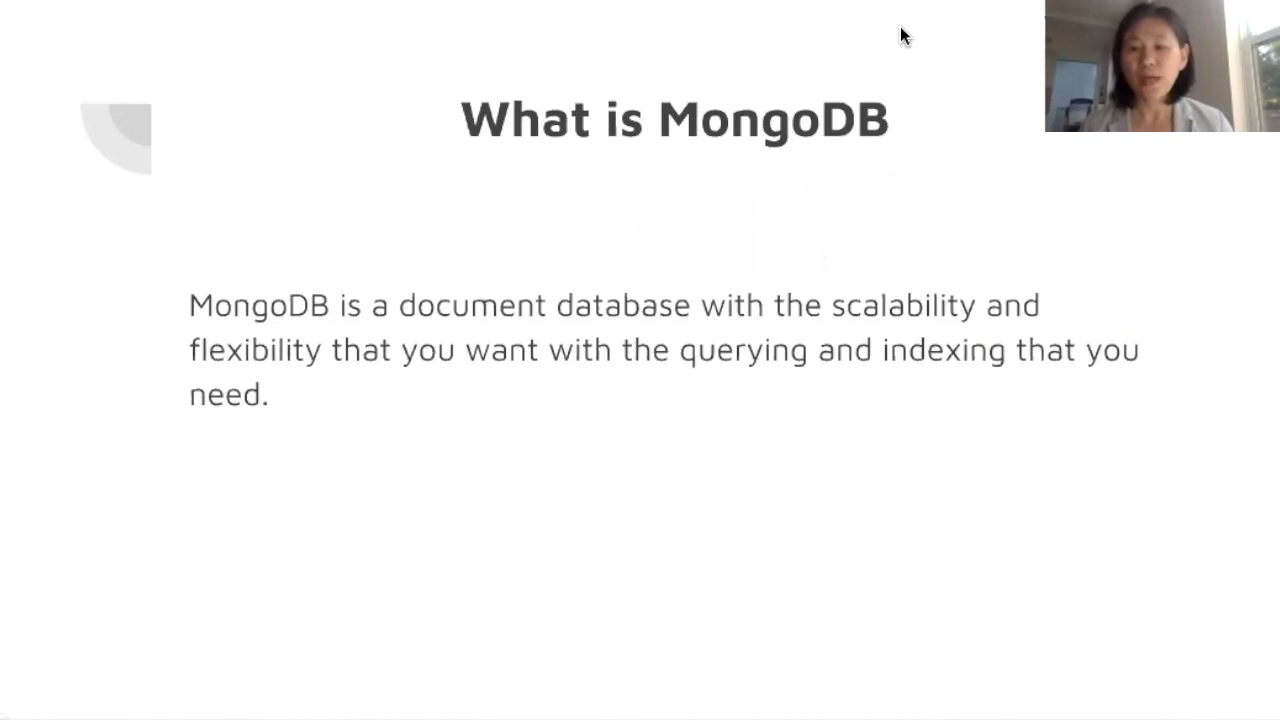 What is MongoDB
MongoDB is a document database with the scalability and
flexibility that you want with the querying and indexing that you
need.